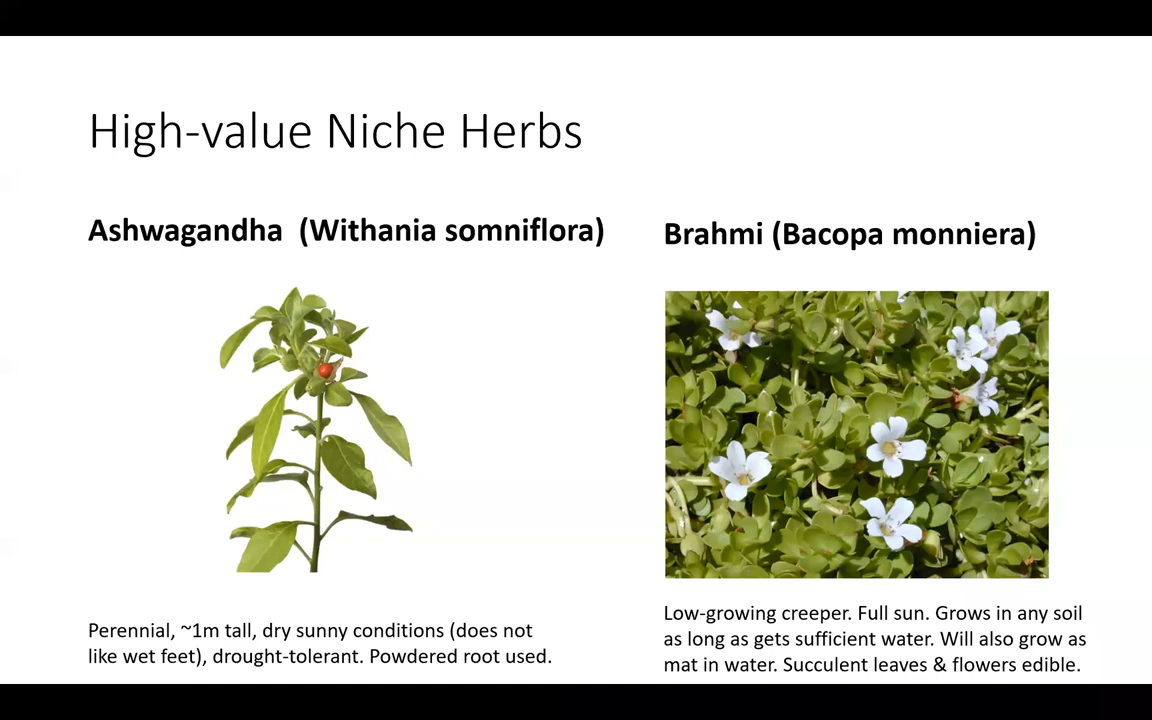 High-value Niche Herbs
Ashwagandha (Withania somniflora)
Perennial, ~1m tall, dry sunny conditions (does not
like wet feet), drought-tolerant. Powdered root used.
Brahmi (Bacopa monniera)
Low-growing creeper. Full sun. Grows in any soil
as long as gets sufficient water. Will also grow as
mat in water. Succulent leaves & flowers edible.